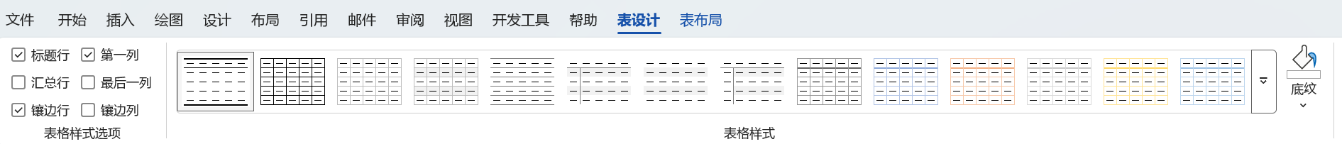 文件 开始 插入 绘图 设计 布局 引用 邮件 审阅 视图 开发工具 帮助 表设计 表布局
标题行 第一列
汇总行 最后一列
镶边行 镶边列
表格样式选项
表格样式
底纹